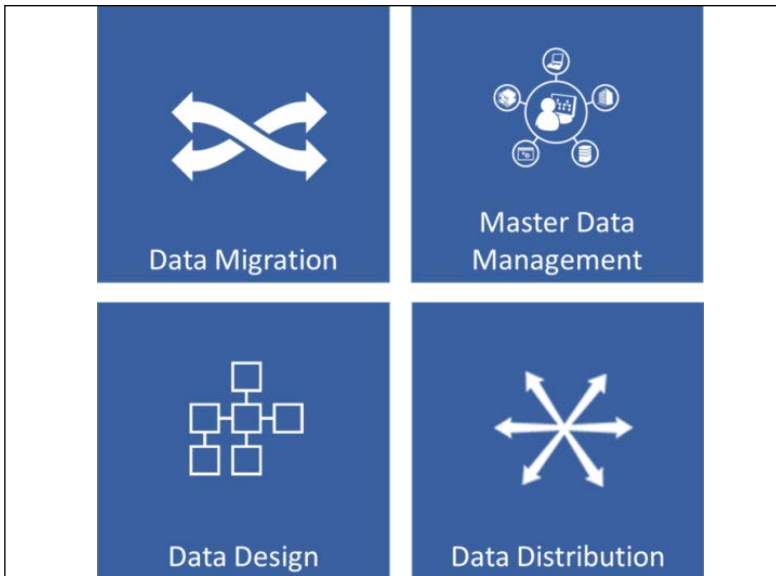 Data Migration
Master Data
Management
Data Design
Data Distribution